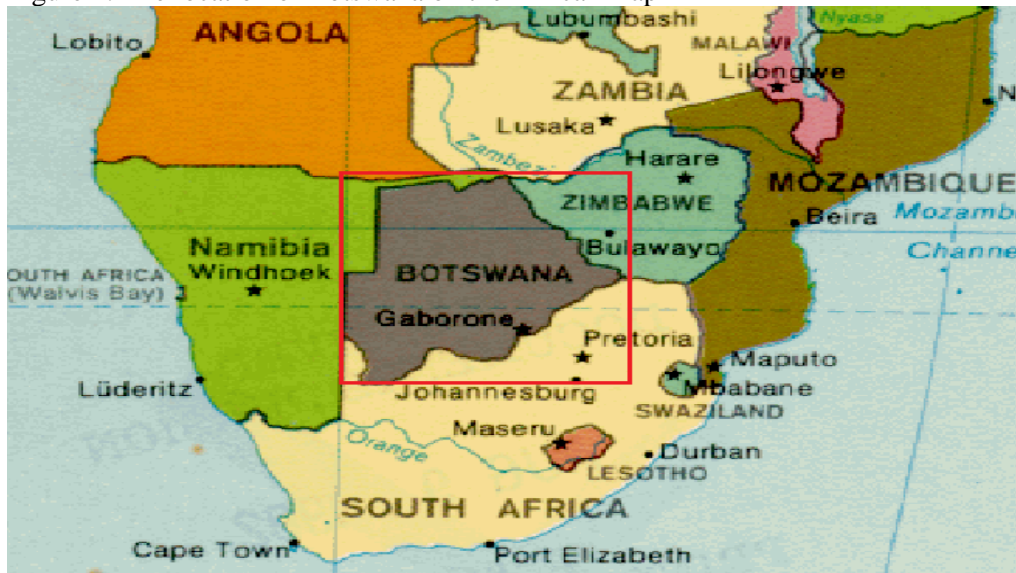 Lubumbashi
Nyasa
Lobito
ANGOLA
MALAWI
Lilongwe
ZAMBIA
Lusaka
Zambezi
Harare
MOZAMBIQUE
ZIMBABWE
Beira
Mozamb
Namibia
Bulawayo
Channe
Windhoek
OUTH AFRICA
(Walvis Bay)
BOTSWANA
Gaborone
Pretoria
Maputo
Lüderitz
Johannesburg
Mbabane
SWAZILAND
Maseru
Orange
Durban
LESOTHO
SOUTH AFRICA
Cape Town
Port Elizabeth